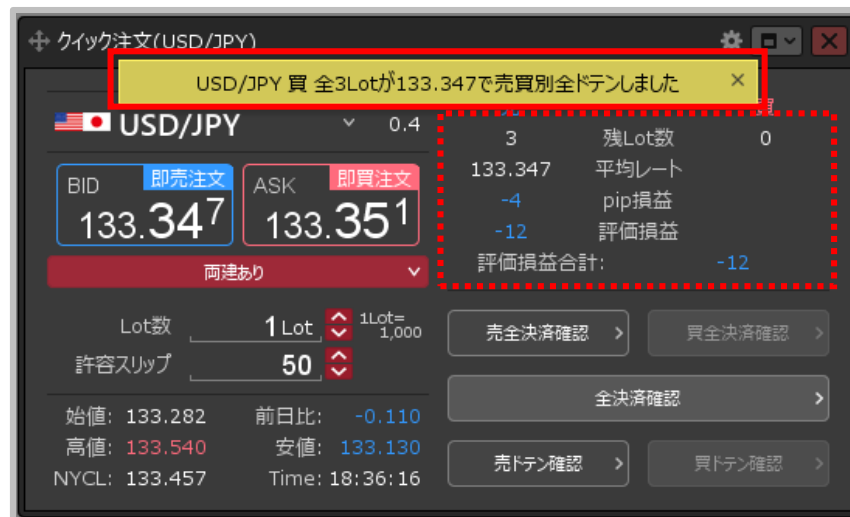 クイック注文(USD/JPY)
USD/JPY 買 全3Lotが133.347で売買別全ドテンしました ×
USD/JPY 0.4
BID 即売注文
133.347
ASK 即買注文
133.351
両建あり
Lot数 1 Lot 1Lot=
1,000
許容スリップ 50
始値: 133.282 前日比: -0.110
高値: 133.540 安値: 133.130
NYCL: 133.457 Time: 18:36:16
3 残Lot数 0
133.347 平均レート
-4 pip損益
-12 評価損益
評価損益合計: -12
売全決済確認 買全決済確認
全決済確認
売ドテン確認 買ドテン確認